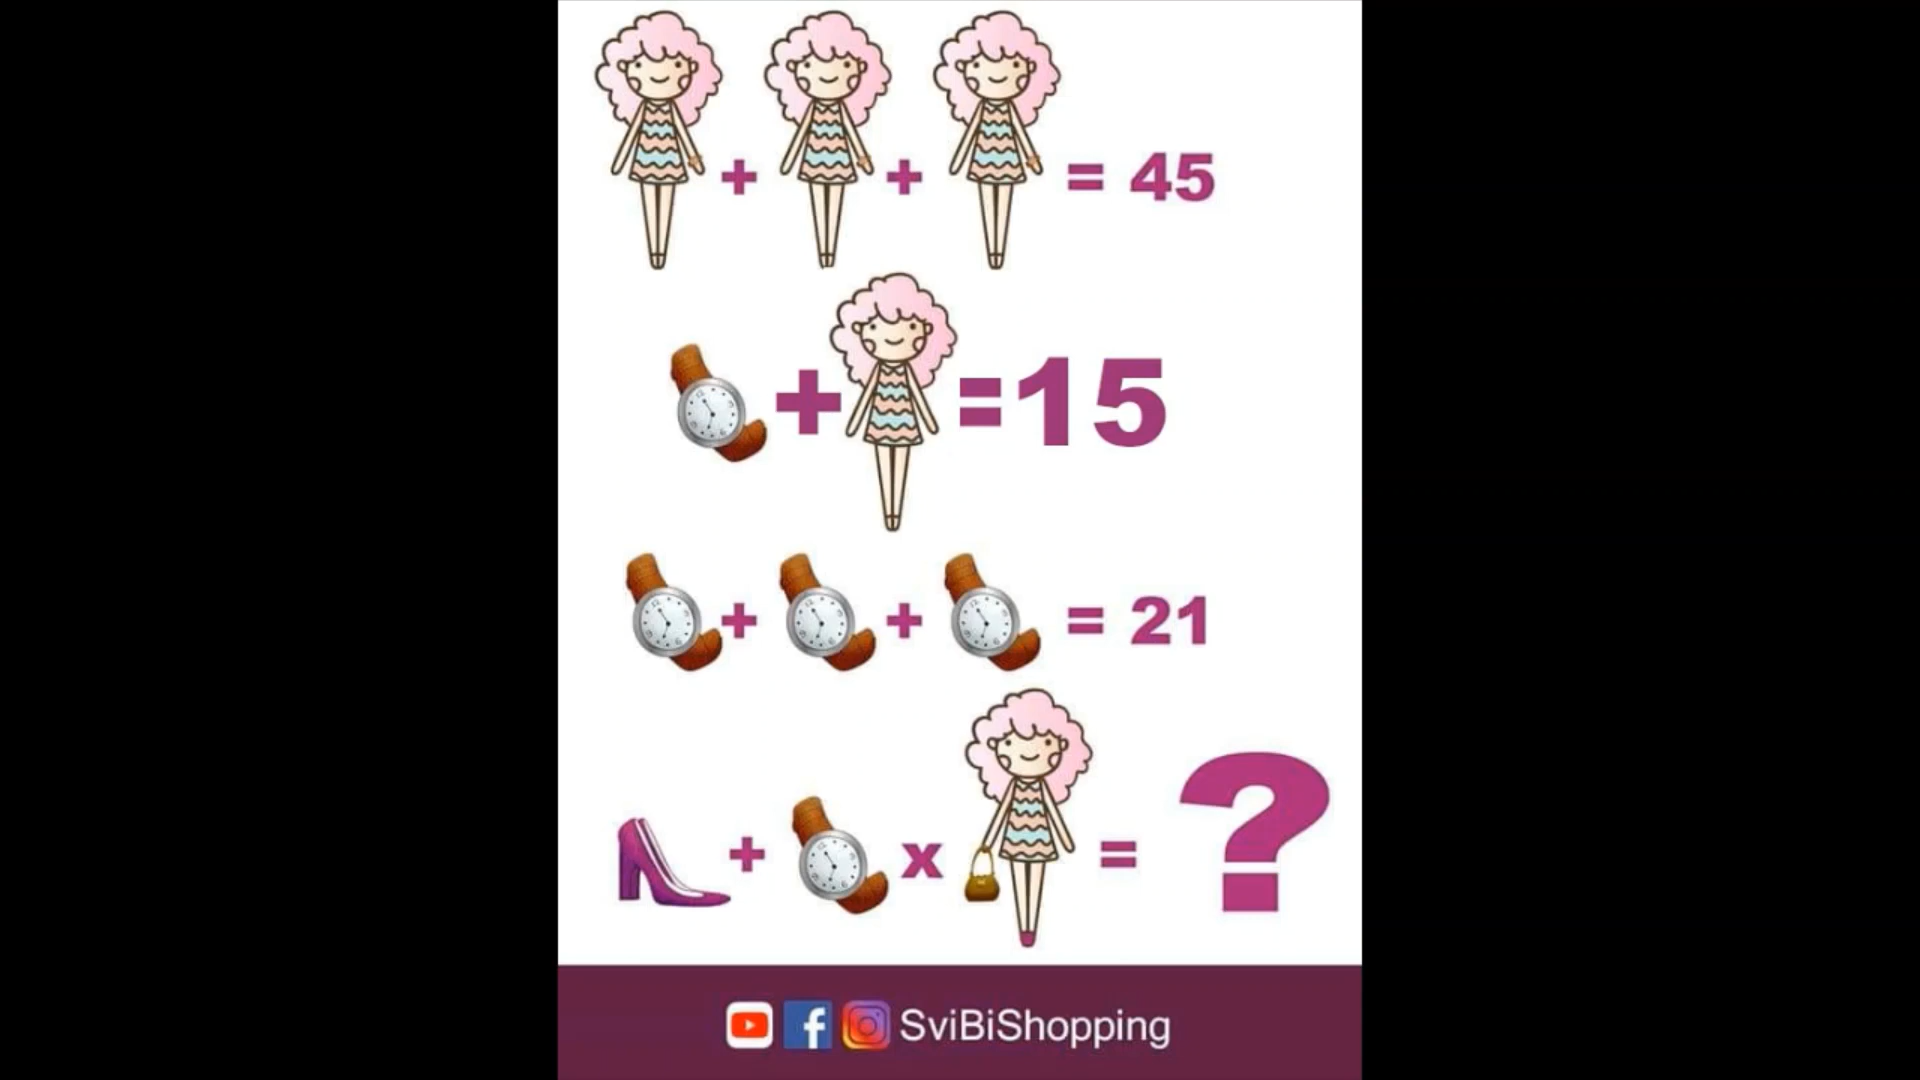 + + = 45
+ =15
+ + = 21
+ x = ?
SviBiShopping